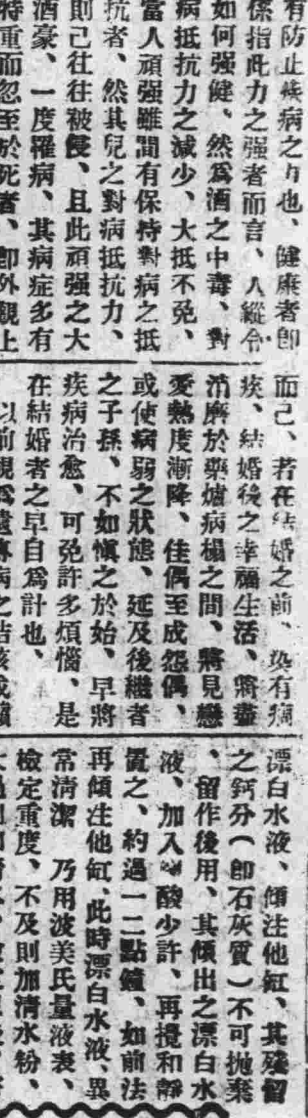 有防止疾病之力也、健康者卽
係指此力之强者而言、人縱令
如何强健、然爲酒之中毒、對
病抵抗力之減少、大抵不免、
當人頑强雖間有保持對病之抵
抗者、然其兒之對病抵抗力、
則已往往被侵、且此頑强之大
酒豪、一度罹病、其病症多有
特重而忽至於死者、卽外觀上
而己、若在結婚之前、染有痼
疾、結婚後之幸福生活、將盡
消磨於藥爐病榻之間、將見戀
愛熱度漸降、佳偶至成怨偶、
或使病弱之狀態、延及後繼者
之子孫、不如愼之於始、早將
疾病治愈、可免許多煩惱、是
在結婚者之早自爲計也、
以前視爲遺傳病之結核或
漂白水液、傾注他缸、其殘留
之鈣分(卽石灰質)不可抛棄
、留作後用、其傾出之漂白水
液、加入 酸少許、再攪和靜
置之、約過一二點鐘、如前法
再傾注他缸、此時漂白水液、異
常淸潔 乃用波美氏量液表、
檢定重度、不及則加清水粉、